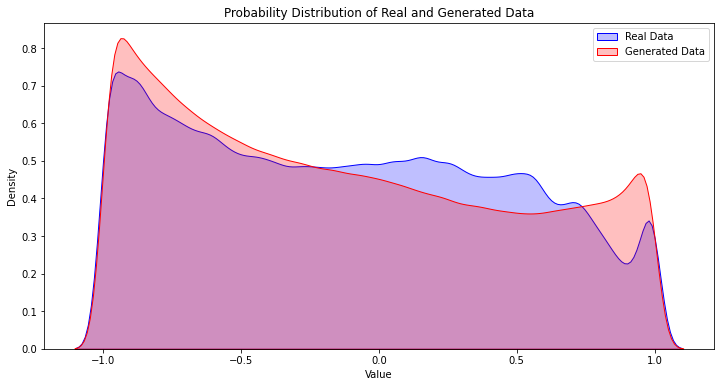 Probability Distribution of Real and Generated Data
Real Data
Generated Data
Density
0.8
0.7
0.6
0.5
0.4
0.3
0.2
0.1
0.0
−1.0
−0.5
0.0
0.5
1.0
Value